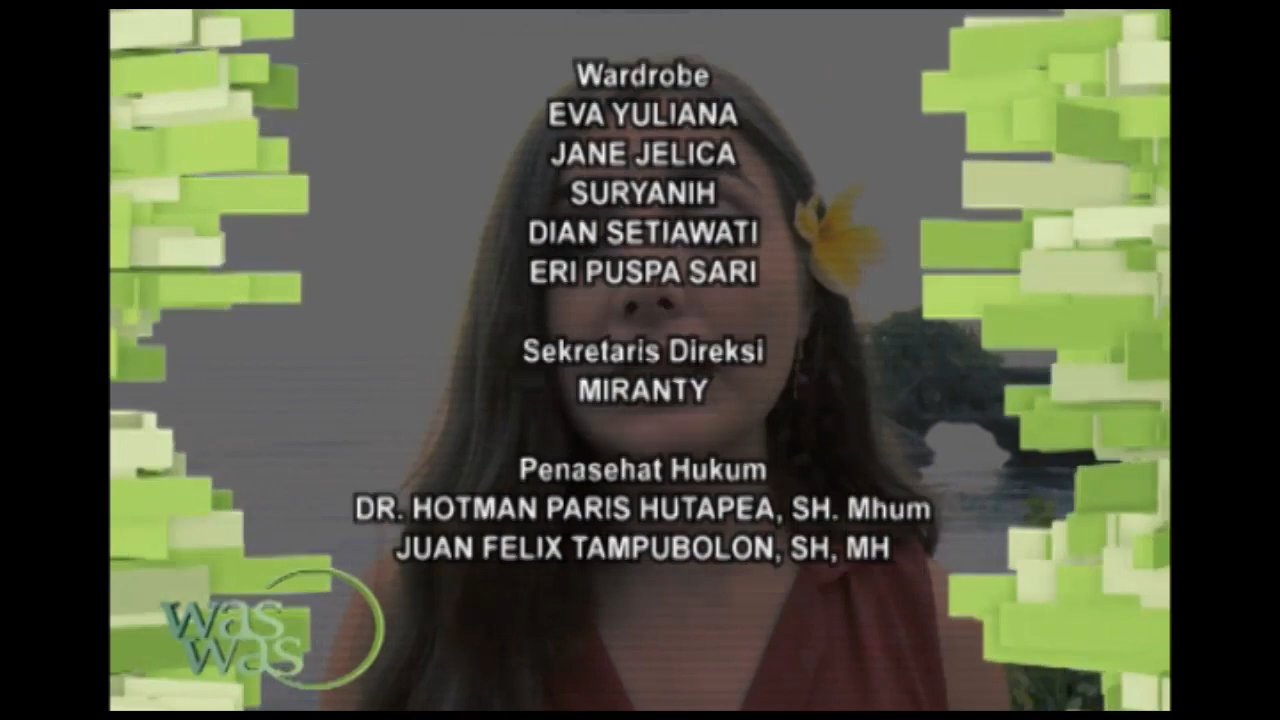 Wardrobe
EVA YULIANA
JANE JELICA
SURYANIH
DIAN SETIAWATI
ERI PUSPA SARI
Sekretaris Direksi
MIRANTY
Penasehat Hukum
DR. HOTMAN PARIS HUTAPEA, SH. Mhum
JUAN FELIX TAMPUBOLON, SH, MH
was
was